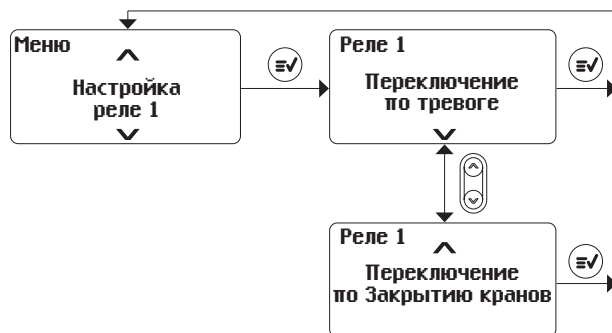 Меню
Настройка
реле 1
Реле 1
Переключение
по тревоге
Реле 1
Переключение
по Закрытию кранов